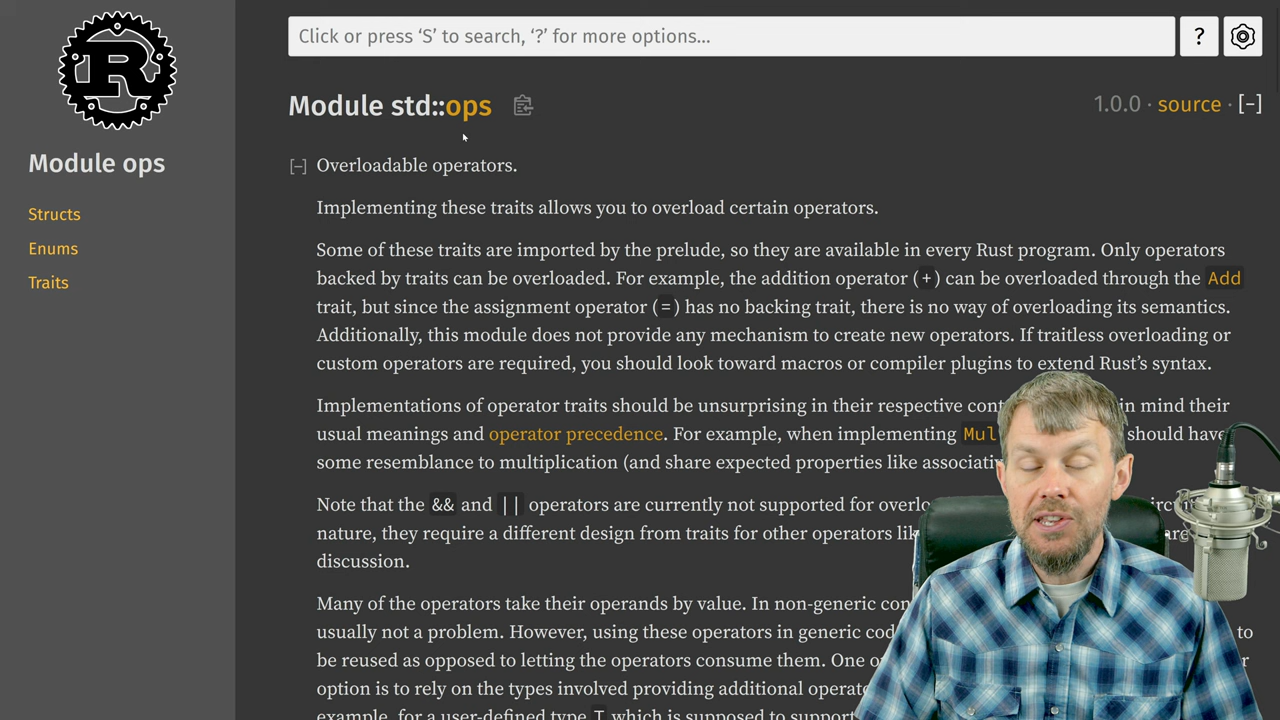 R
Click or press ‘S’ to search, ‘?’ for more options…
?
Module ops
Structs
Enums
Traits
Module std::ops
1.0.0 · source · [−]
[−] Overloadable operators.
Implementing these traits allows you to overload certain operators.
Some of these traits are imported by the prelude, so they are available in every Rust program. Only operators
backed by traits can be overloaded. For example, the addition operator (+) can be overloaded through the Add
trait, but since the assignment operator (=) has no backing trait, there is no way of overloading its semantics.
Additionally, this module does not provide any mechanism to create new operators. If traitless overloading or
custom operators are required, you should look toward macros or compiler plugins to extend Rust’s syntax.
Implementations of operator traits should be unsurprising in their respective in mind their
usual meanings and operator precedence. For example, when implementing Mul should have
some resemblance to multiplication (and share expected properties like
Note that the && and || operators are currently not supported for
nature, they require a different design from traits for other operators
discussion.
Many of the operators take their operands by value. In non-generic
usually not a problem. However, using these operators in generic to
be reused as opposed to letting the operators consume them. One
option is to rely on the types involved providing additional
example, for a user-defined type T which is supposed to support